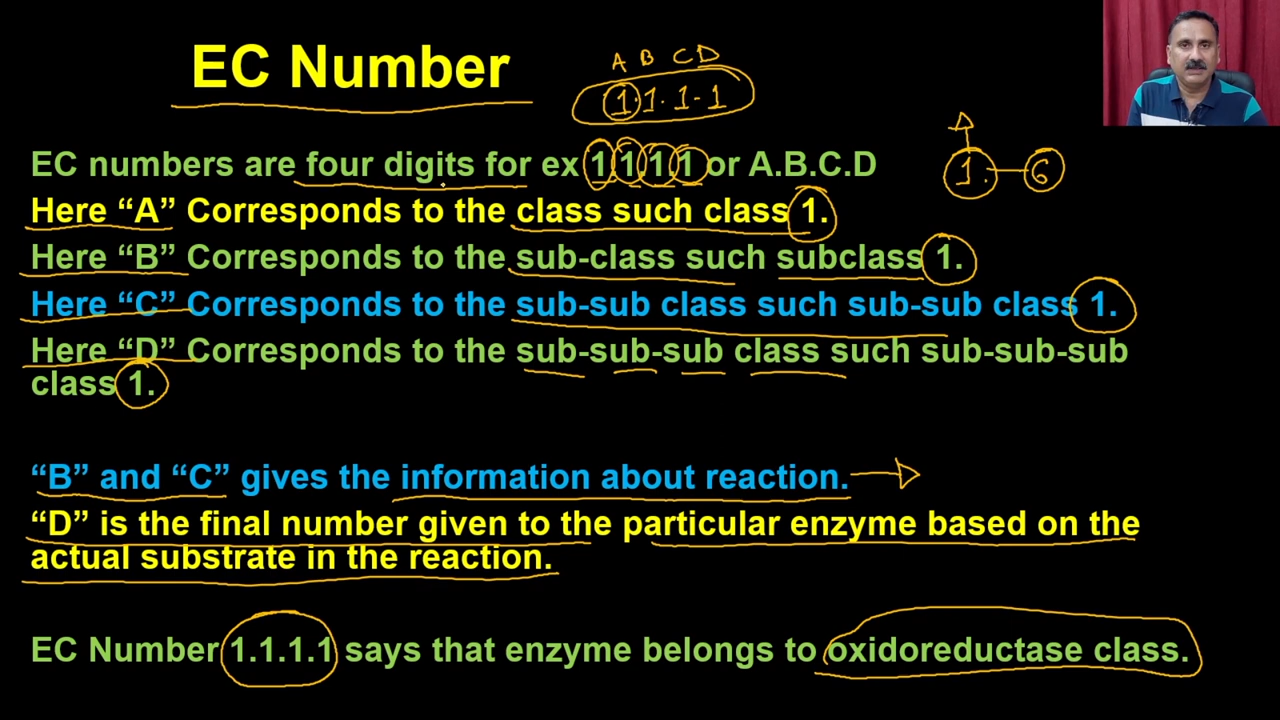 EC Number
A B C D
1.1.1.1
EC numbers are four digits for ex 1.1.1.1 or A.B.C.D
1. 6
Here “A” Corresponds to the class such class 1.
Here “B” Corresponds to the sub-class such subclass 1.
Here “C” Corresponds to the sub-sub class such sub-sub class 1.
Here “D” Corresponds to the sub-sub-sub class such sub-sub-sub
class 1.
“B” and “C” gives the information about reaction.
“D” is the final number given to the particular enzyme based on the
actual substrate in the reaction.
EC Number 1.1.1.1 says that enzyme belongs to oxidoreductase class.